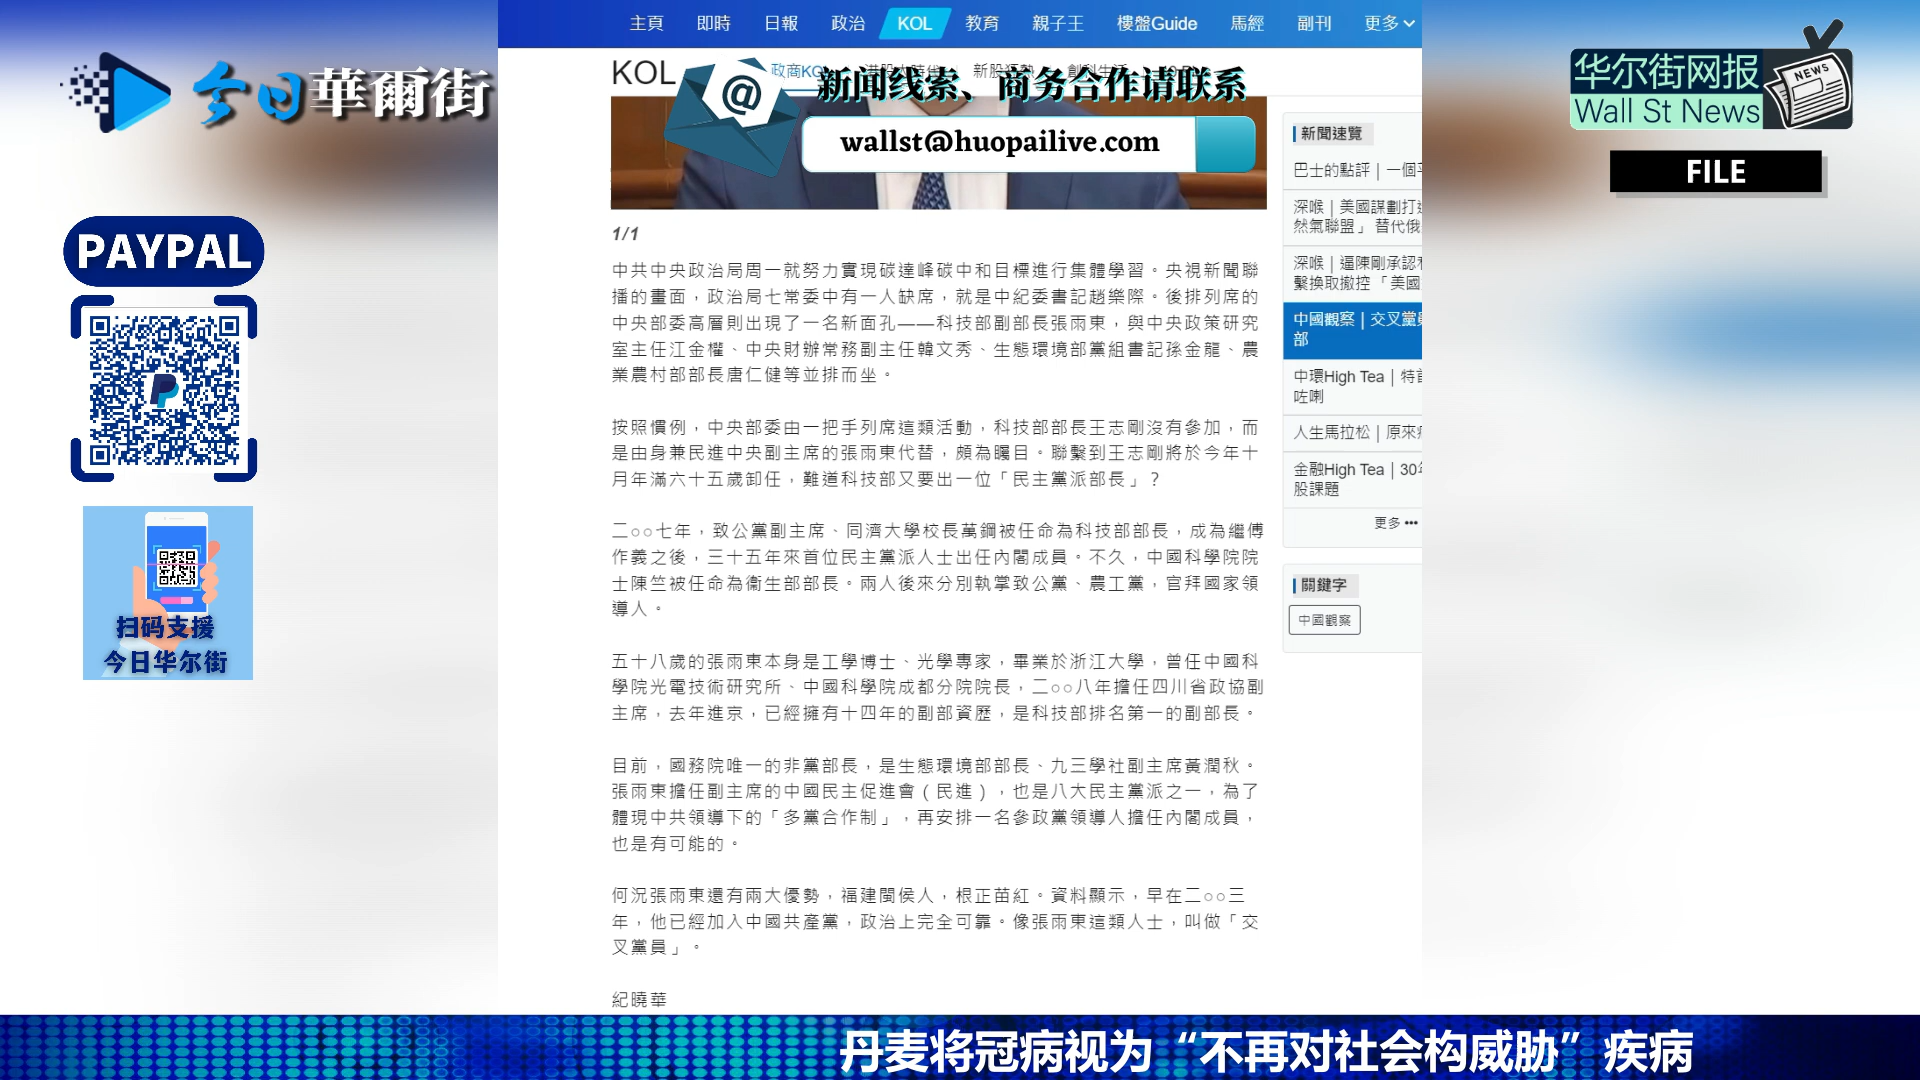 今日華爾街
PAYPAL
扫码支援
今日华尔街
主頁 即時 日報 政治 KOL 教育 親子王 樓盤Guide 馬經 副刊 更多
KOL
新闻线索、商务合作请联系
wallst@huopailive.com
1/1
中共中央政治局周一就努力實現碳達峰碳中和目標進行集體學習。央視新聞聯
播的畫面，政治局七常委中有一人缺席，就是中紀委書記趙樂際。後排列席的
中央部委高層則出現了一名新面孔——科技部副部長張雨東，與中央政策研究
室主任江金權、中央財辦常務副主任韓文秀、生態環境部黨組書記孫金龍、農
業農村部部長唐仁健等並排而坐。
按照慣例，中央部委由一把手列席這類活動，科技部部長王志剛沒有參加，而
是由身兼民進中央副主席的張雨東代替，頗為矚目。聯繫到王志剛將於今年十
月年滿六十五歲卸任，難道科技部又要出一位「民主黨派部長」？
二○○七年，致公黨副主席、同濟大學校長萬鋼被任命為科技部部長，成為繼傅
作義之後，三十五年來首位民主黨派人士出任內閣成員。不久，中國科學院院
士陳竺被任命為衞生部部長。兩人後來分別執掌致公黨、農工黨，官拜國家領
導人。
五十八歲的張雨東本身是工學博士、光學專家，畢業於浙江大學，曾任中國科
學院光電技術研究所、中國科學院成都分院院長，二○○八年擔任四川省政協副
主席，去年進京，已經擁有十四年的副部資歷，是科技部排名第一的副部長。
目前，國務院唯一的非黨部長，是生態環境部部長、九三學社副主席黃潤秋。
張雨東擔任副主席的中國民主促進會（民進），也是八大民主黨派之一，為了
體現中共領導下的「多黨合作制」，再安排一名參政黨領導人擔任內閣成員，
也是有可能的。
何況張雨東還有兩大優勢，福建閩侯人，根正苗紅。資料顯示，早在二○○三
年，他已經加入中國共產黨，政治上完全可靠。像張雨東這類人士，叫做「交
叉黨員」。
紀曉華
新聞速覽
巴士的點評｜一個
深喉｜美國謀劃打
然氣聯盟」 替代俄
深喉｜逼陳剛承認
繫換取撤控 「美國
中國觀察｜交叉黨
部
中環High Tea｜特首
咗喇
人生馬拉松｜原來
金融High Tea｜30
股課題
更多 •••
關鍵字
中國觀察
华尔街网报
Wall St News
NEWS
FILE
丹麦将冠病视为“不再对社会构威胁”疾病